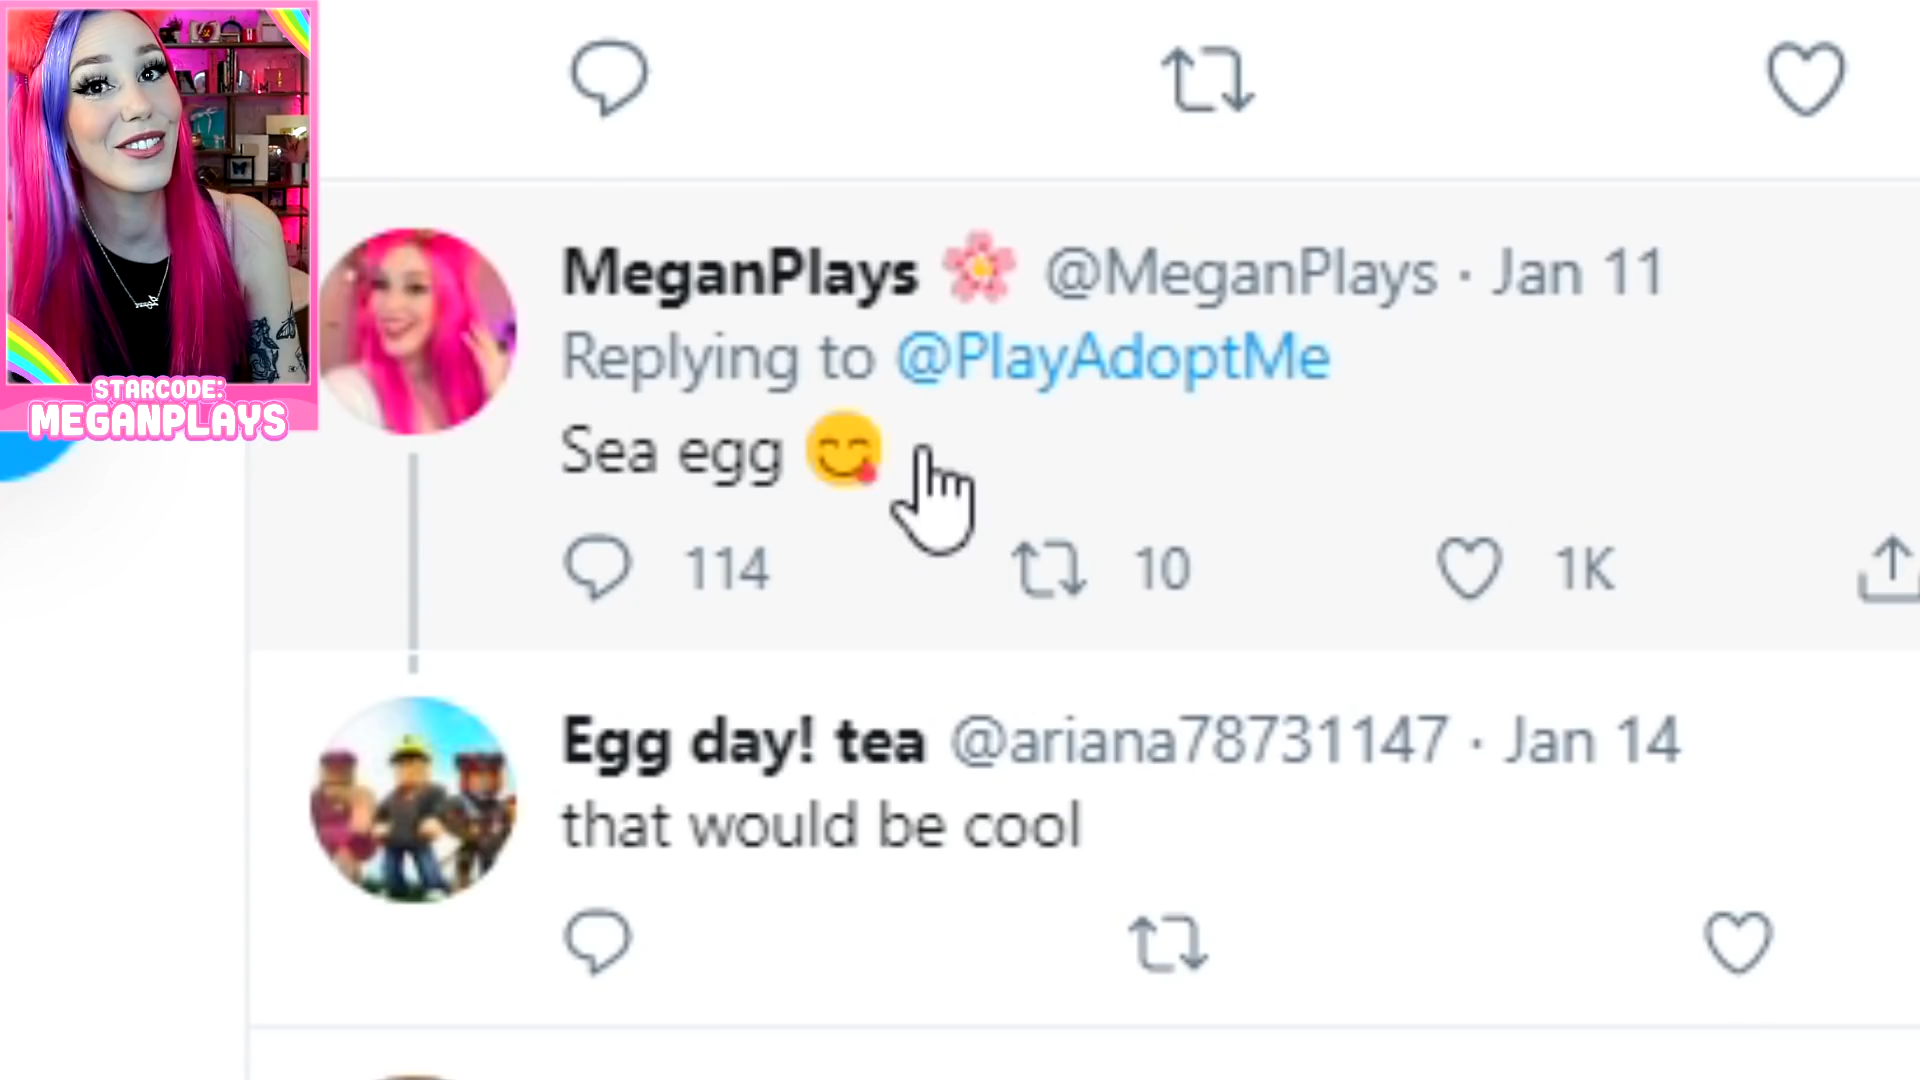 STARCODE:
MEGANPLAYS
MeganPlays 🌸 @MeganPlays · Jan 11
Replying to @PlayAdoptMe
Sea egg 😋
114 10 1K
Egg day! tea @ariana78731147 · Jan 14
that would be cool